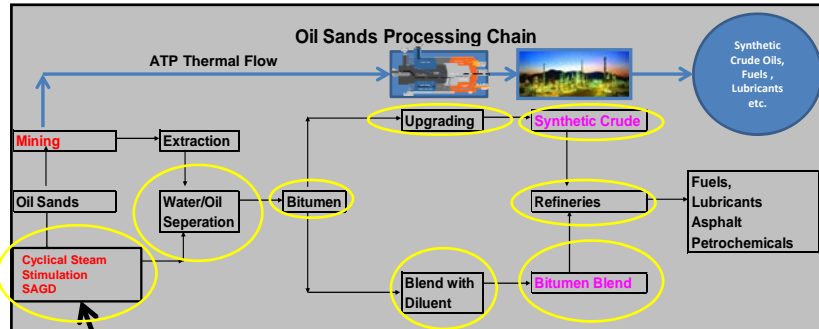 Oil Sands Processing Chain
ATP Thermal Flow
Synthetic
Crude Oils,
Fuels ,
Lubricants
etc.
Mining
Extraction
Upgrading
Synthetic Crude
Oil Sands
Water/Oil
Seperation
Bitumen
Refineries
Fuels,
Lubricants
Asphalt
Petrochemicals
Cyclical Steam
Stimulation
SAGD
Blend with
Diluent
Bitumen Blend